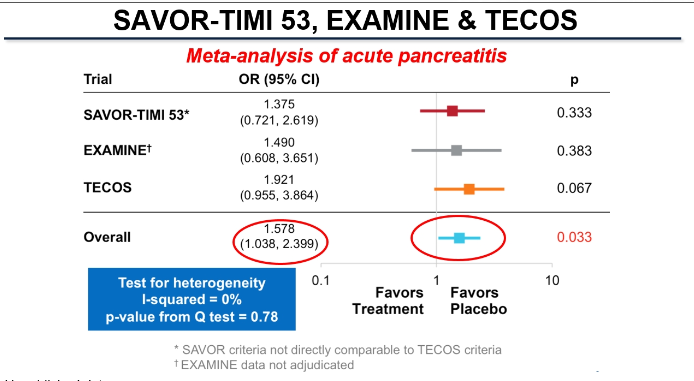 SAVOR-TIMI 53, EXAMINE & TECOS
Meta-analysis of acute pancreatitis
Trial OR (95% CI) p
SAVOR-TIMI 53* 1.375 (0.721, 2.619) 0.333
EXAMINE† 1.490 (0.608, 3.651) 0.383
TECOS 1.921 (0.955, 3.864) 0.067
Overall 1.578 (1.038, 2.399) 0.033
0.1 1 10
Favors Treatment
Favors Placebo
Test for heterogeneity
I-squared = 0%
p-value from Q test = 0.78
* SAVOR criteria not directly comparable to TECOS criteria
† EXAMINE data not adjudicated